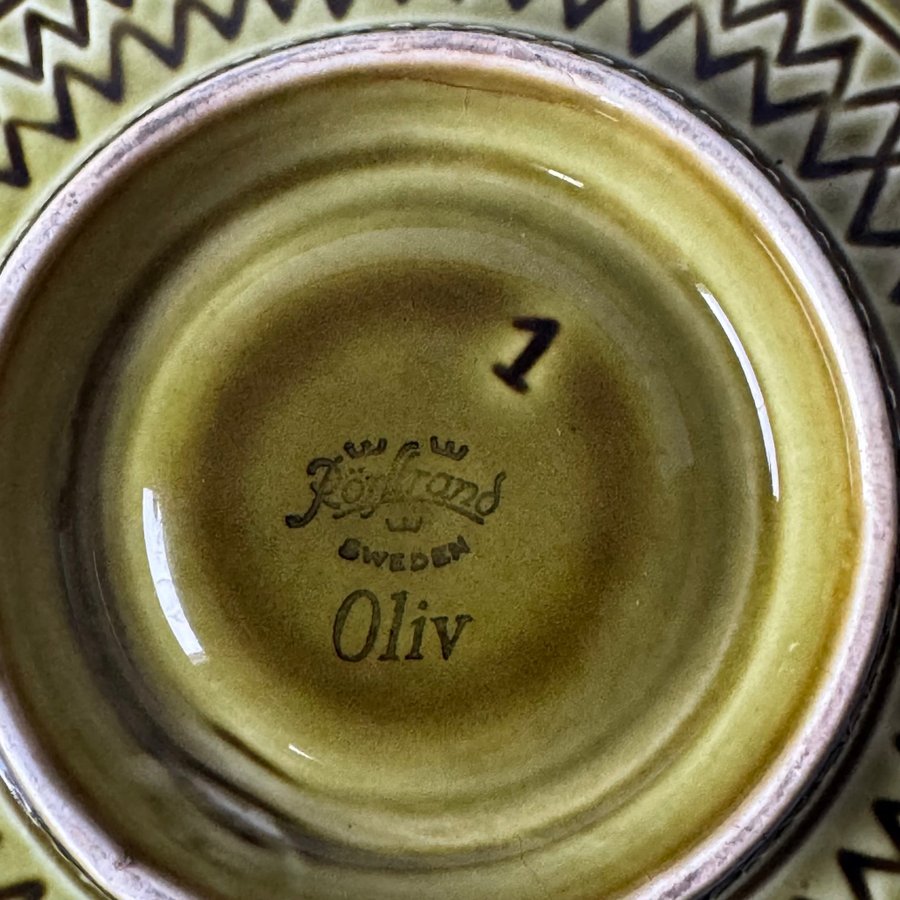 1
Rörstrand
SWEDEN
Oliv